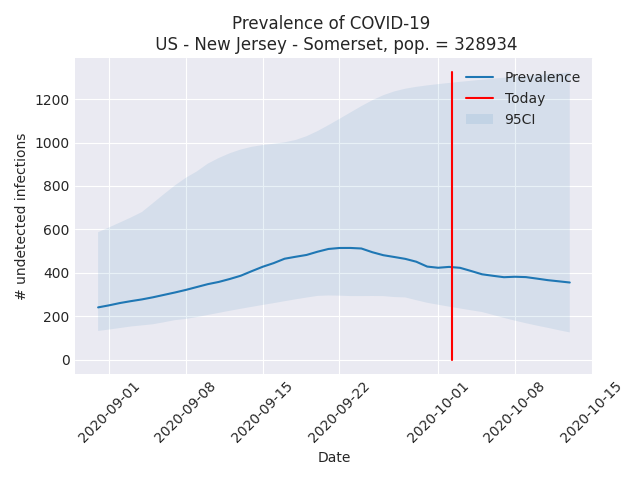 Prevalence of COVID-19
US - New Jersey - Somerset, pop. = 328934
Prevalence
Today
95CI
1200
1000
800
600
400
200
0
# undetected infections
2020-09-01
2020-09-08
2020-09-15
2020-09-22
2020-10-01
2020-10-08
2020-10-15
Date